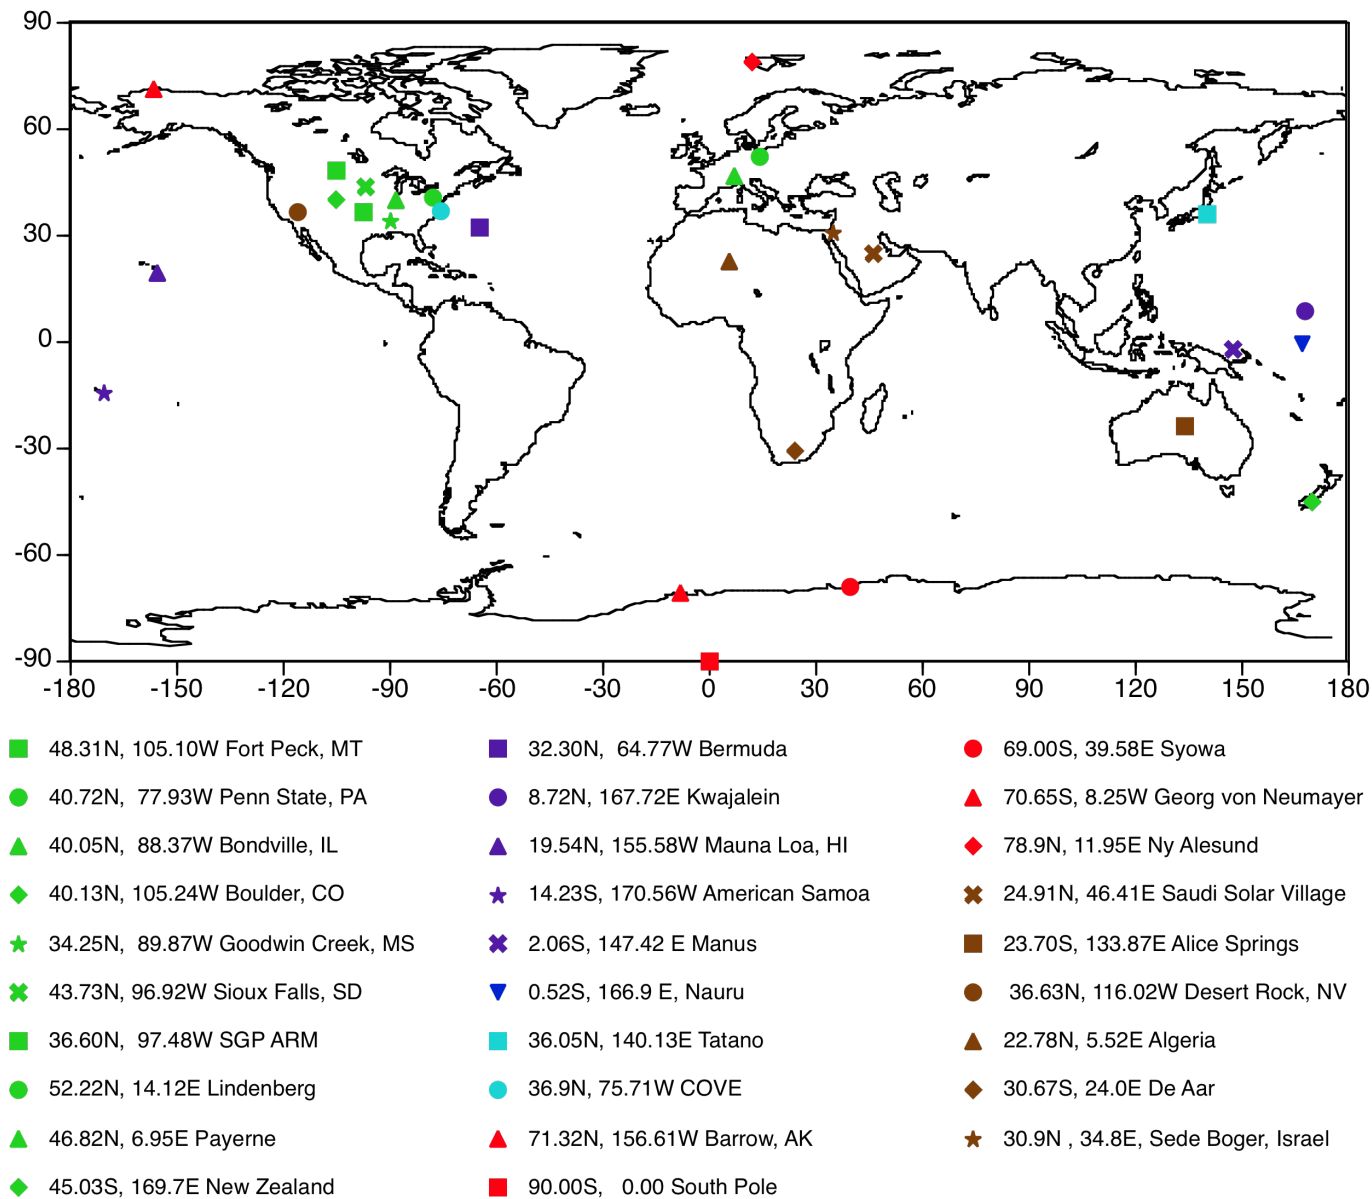 90
60
30
0
-30
-60
-90
-180 -150 -120 -90 -60 -30 0 30 60 90 120 150 180
48.31N, 105.10W Fort Peck, MT
40.72N, 77.93W Penn State, PA
40.05N, 88.37W Bondville, IL
40.13N, 105.24W Boulder, CO
34.25N, 89.87W Goodwin Creek, MS
43.73N, 96.92W Sioux Falls, SD
36.60N, 97.48W SGP ARM
52.22N, 14.12E Lindenberg
46.82N, 6.95E Payerne
45.03S, 169.7E New Zealand
32.30N, 64.77W Bermuda
8.72N, 167.72E Kwajalein
19.54N, 155.58W Mauna Loa, HI
14.23S, 170.56W American Samoa
2.06S, 147.42 E Manus
0.52S, 166.9 E, Nauru
36.05N, 140.13E Tatano
36.9N, 75.71W COVE
71.32N, 156.61W Barrow, AK
90.00S, 0.00 South Pole
69.00S, 39.58E Syowa
70.65S, 8.25W Georg von Neumayer
78.9N, 11.95E Ny Alesund
24.91N, 46.41E Saudi Solar Village
23.70S, 133.87E Alice Springs
36.63N, 116.02W Desert Rock, NV
22.78N, 5.52E Algeria
30.67S, 24.0E De Aar
30.9N , 34.8E, Sede Boger, Israel